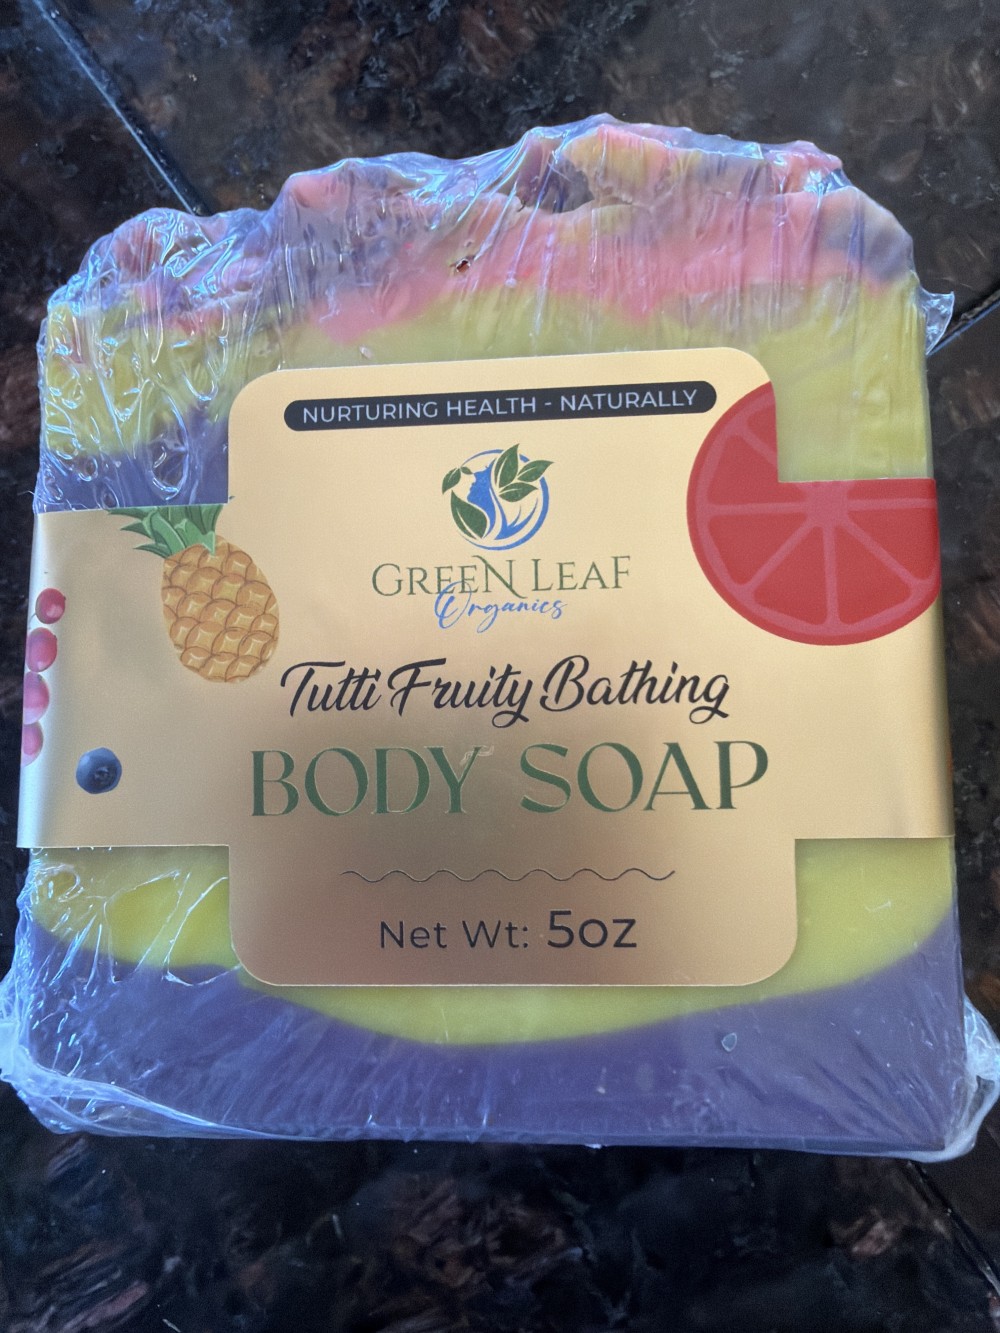 NURTURING HEALTH - NATURALLY
GREEN LEAF
Organics
Tutti Fruity Bathing
BODY SOAP
Net Wt: 5oz